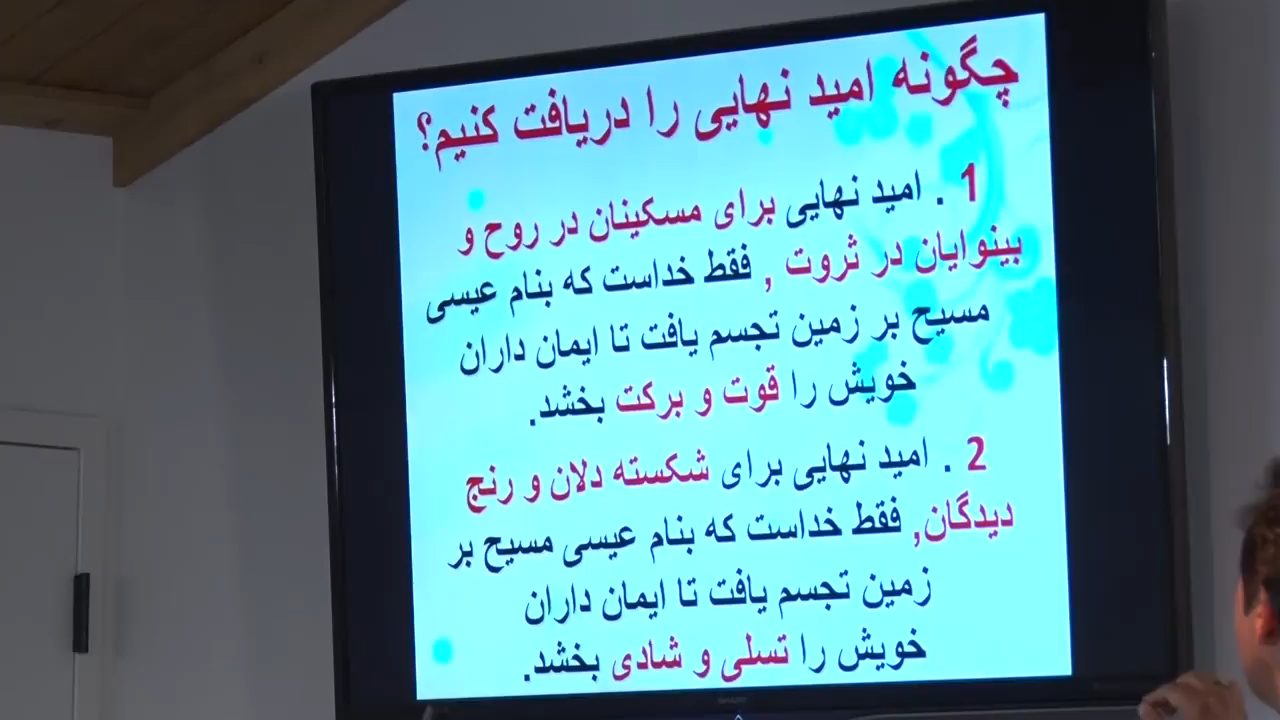 چگونه امید نهایی را دریافت کنیم؟
1 . امید نهایی برای مسکینان در روح و
بینوایان در ثروت , فقط خداست که بنام عیسی
مسیح بر زمین تجسم یافت تا ایمان داران
خویش را قوت و برکت بخشد.
2 . امید نهایی برای شکسته دلان و رنج
دیدگان, فقط خداست که بنام عیسی مسیح بر
زمین تجسم یافت تا ایمان داران
خویش را تسلی و شادی بخشد.
SHARP